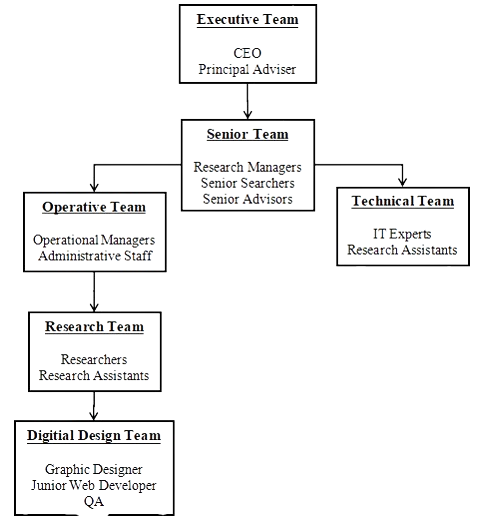 Executive Team
CEO
Principal Adviser
Senior Team
Research Managers
Senior Searchers
Senior Advisors
Operative Team
Operational Managers
Administrative Staff
Technical Team
IT Experts
Research Assistants
Research Team
Researchers
Research Assistants
Digitial Design Team
Graphic Designer
Junior Web Developer
QA